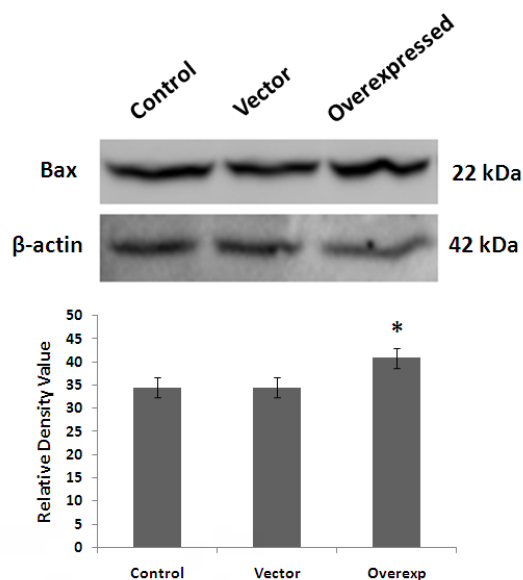 Control Vector Overexpressed
Bax 22 kDa
β-actin 42 kDa
50
45
40
35
30
25
20
15
10
5
0
Relative Density Value
*
Control Vector Overexp